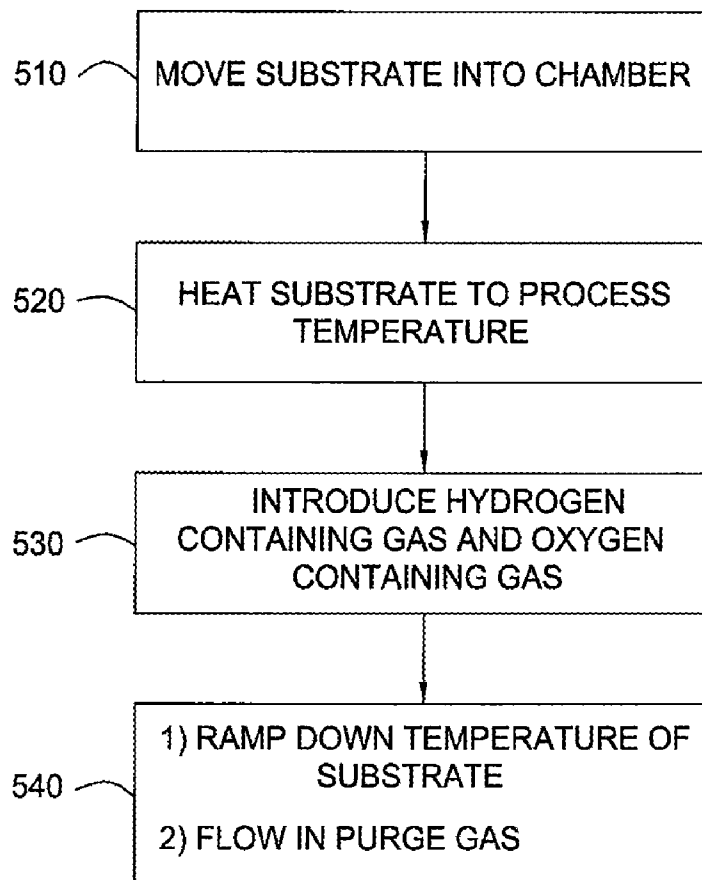 510
MOVE SUBSTRATE INTO CHAMBER
520
HEAT SUBSTRATE TO PROCESS
TEMPERATURE
530
INTRODUCE HYDROGEN
CONTAINING GAS AND OXYGEN
CONTAINING GAS
540
1) RAMP DOWN TEMPERATURE OF
SUBSTRATE
2) FLOW IN PURGE GAS